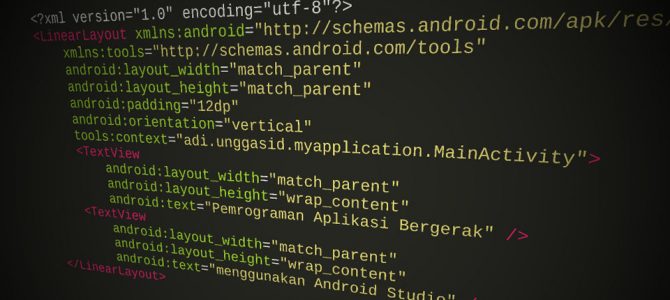 <?xml version="1.0" encoding="utf-8"?>
<LinearLayout xmlns:android="http://schemas.android.com/apk/res/
xmlns:tools="http://schemas.android.com/tools"
android:layout_width="match_parent"
android:layout_height="match_parent"
android:padding="12dp"
android:orientation="vertical"
tools:context="adi.unggasid.myapplication.MainActivity">
<TextView
android:layout_width="match_parent"
android:layout_height="wrap_content"
android:text="Pemrograman Aplikasi Bergerak" />
<TextView
android:layout_width="match_parent"
android:layout_height="wrap_content"
android:text="menggunakan Android Studio" /
</LinearLayout>